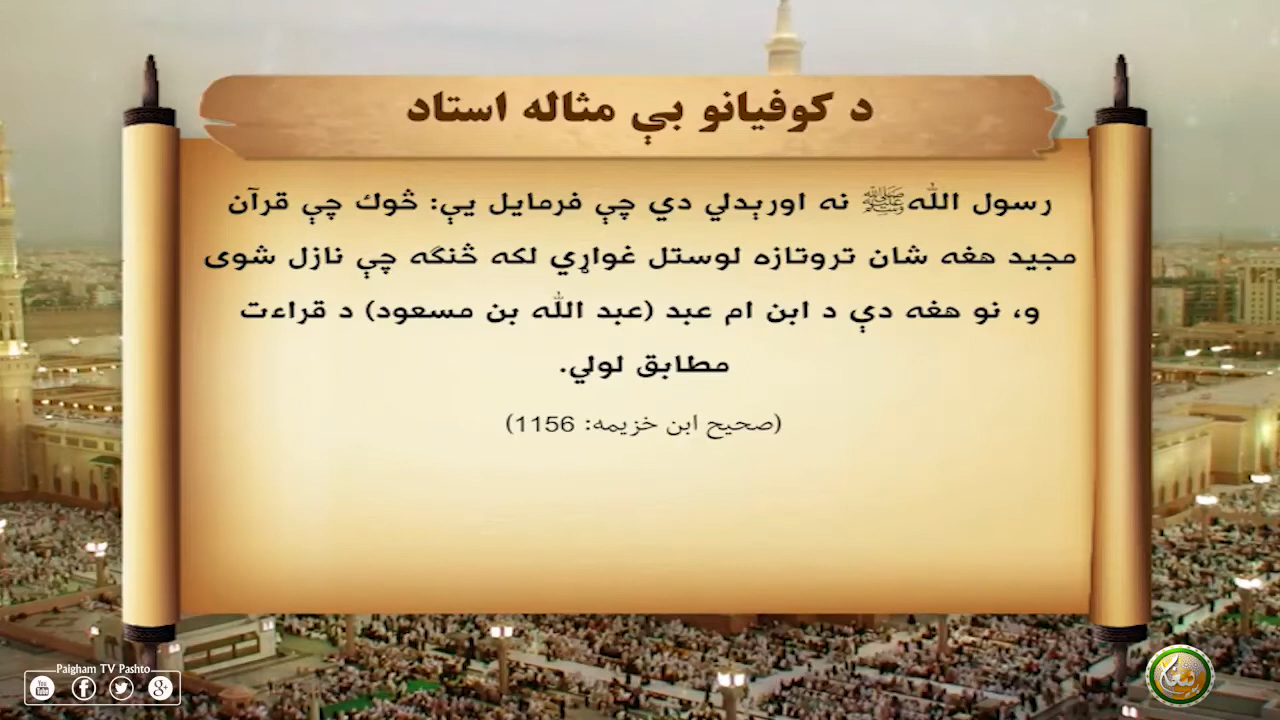 د کوفیانو بې مثاله استاد
رسول اللهﷺ نه اورېدلي دي چې فرمایل یې: څوك چې قرآن
مجید هغه شان تروتازه لوستل غواړي لکه څنګه چې نازل شوی
و، نو هغه دې د ابن ام عبد (عبد الله بن مسعود) د قراءت
مطابق لولي.
(صحیح ابن خزیمه: 1156)
Paigham TV Pashto